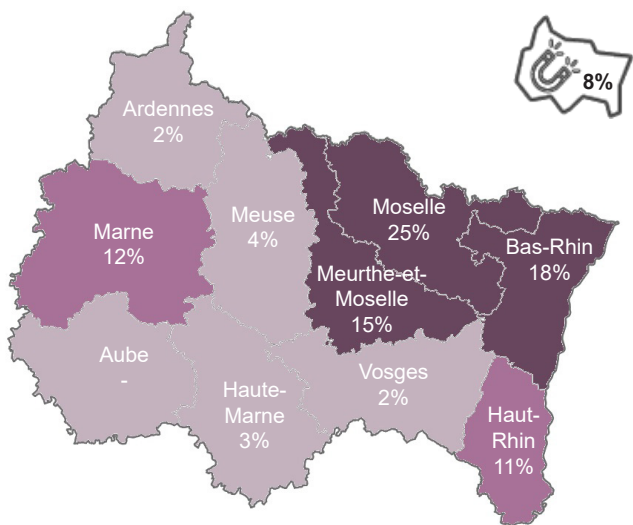 8%
Ardennes
2%
Meuse
4%
Moselle
25%
Marne
12%
Bas-Rhin
18%
Meurthe-et-
Moselle
15%
Aube
-
Haute-
Marne
3%
Vosges
2%
Haut-
Rhin
11%